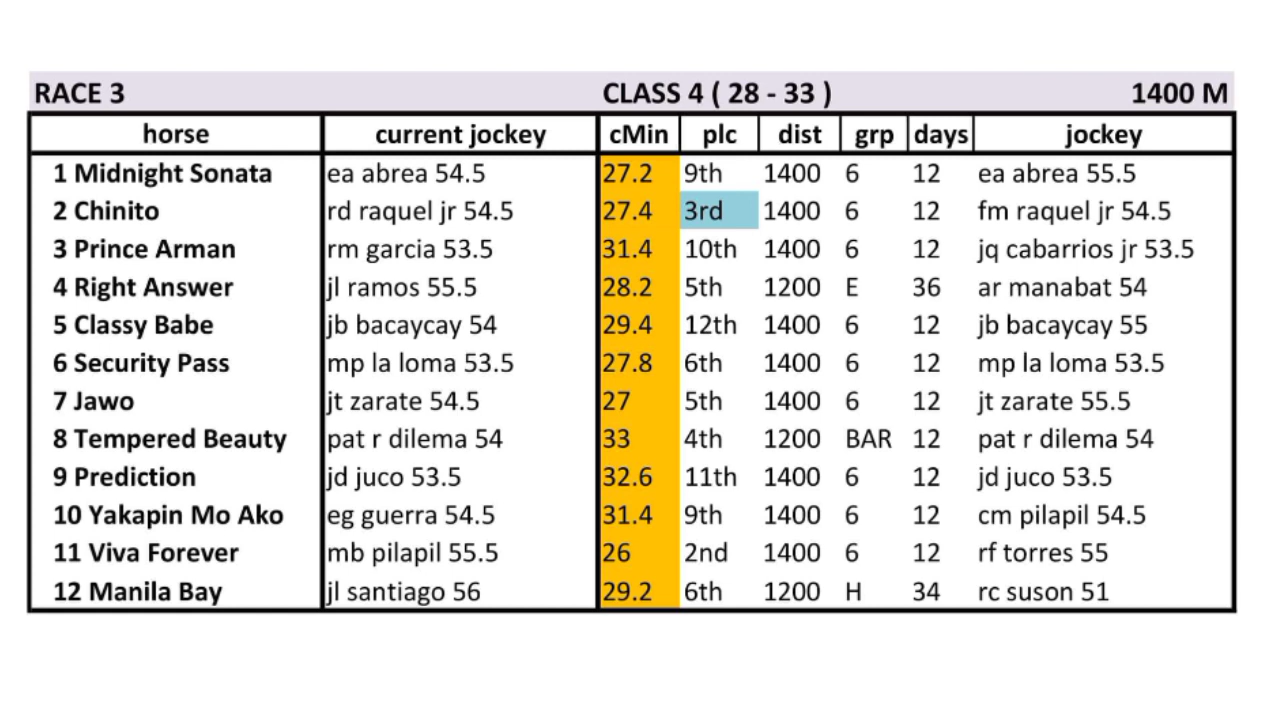 RACE 3 CLASS 4 ( 28 - 33 ) 1400 M
horse current jockey cMin plc dist grp days jockey
1 Midnight Sonata ea abrea 54.5 27.2 9th 1400 6 12 ea abrea 55.5
2 Chinito rd raquel jr 54.5 27.4 3rd 1400 6 12 fm raquel jr 54.5
3 Prince Arman rm garcia 53.5 31.4 10th 1400 6 12 jq cabarrios jr 53.5
4 Right Answer jl ramos 55.5 28.2 5th 1200 E 36 ar manabat 54
5 Classy Babe jb bacaycay 54 29.4 12th 1400 6 12 jb bacaycay 55
6 Security Pass mp la loma 53.5 27.8 6th 1400 6 12 mp la loma 53.5
7 Jawo jt zarate 54.5 27 5th 1400 6 12 jt zarate 55.5
8 Tempered Beauty pat r dilema 54 33 4th 1200 BAR 12 pat r dilema 54
9 Prediction jd juco 53.5 32.6 11th 1400 6 12 jd juco 53.5
10 Yakapin Mo Ako eg guerra 54.5 31.4 9th 1400 6 12 cm pilapil 54.5
11 Viva Forever mb pilapil 55.5 26 2nd 1400 6 12 rf torres 55
12 Manila Bay jl santiago 56 29.2 6th 1200 H 34 rc suson 51